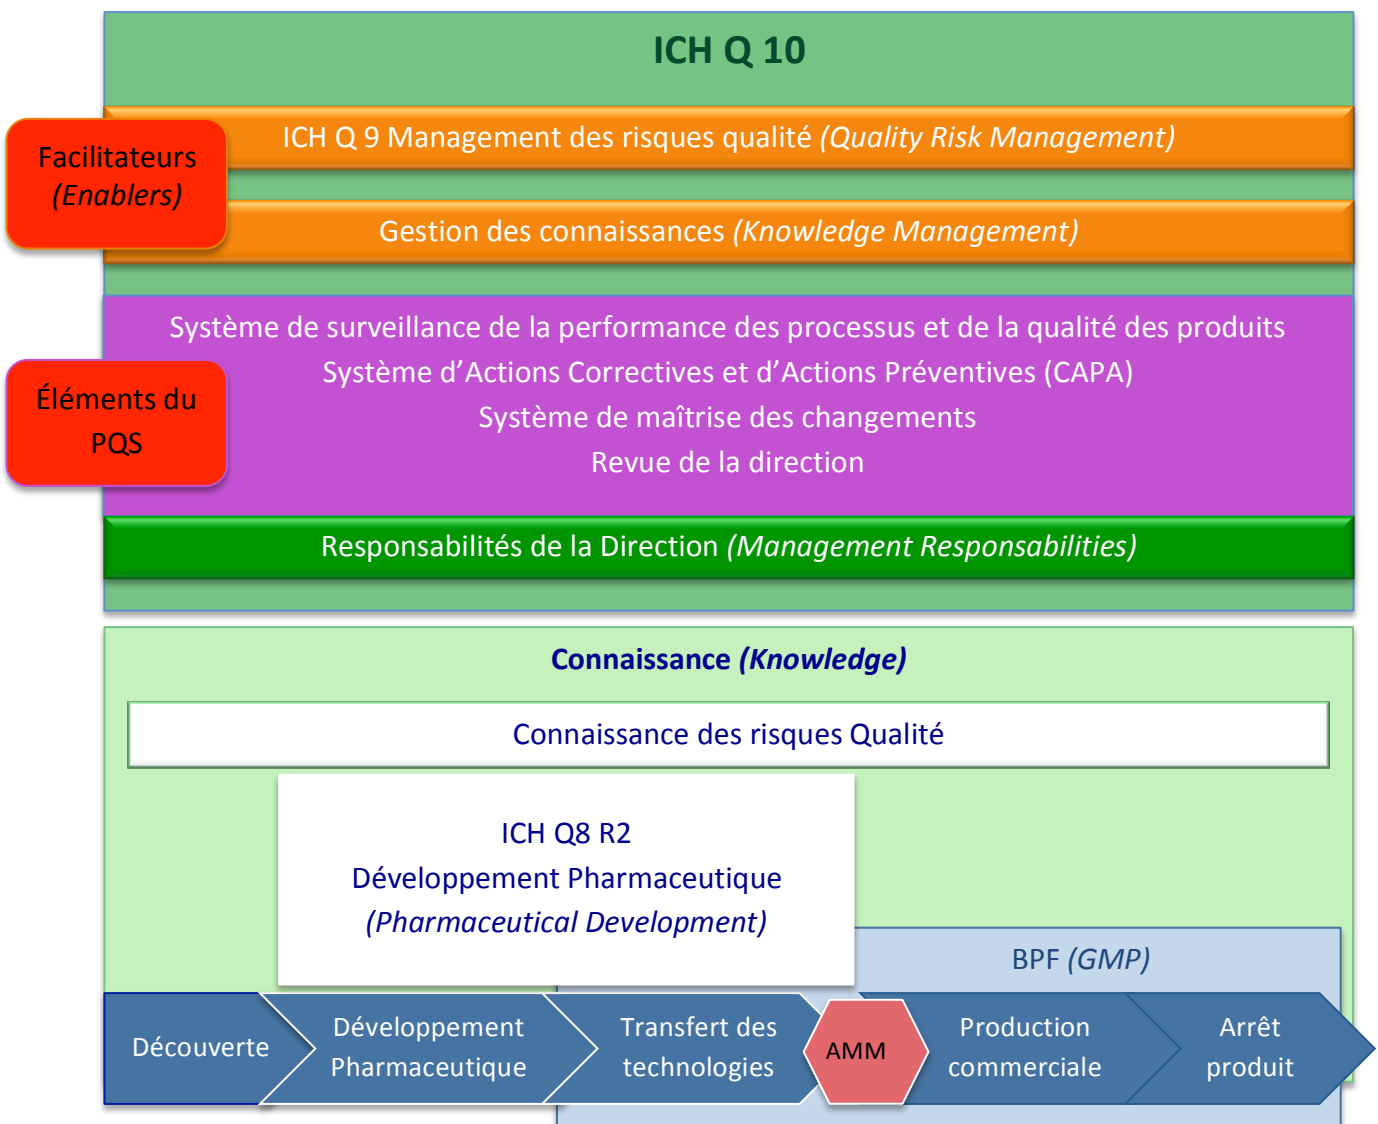 ICH Q 10
ICH Q 9 Management des risques qualité (Quality Risk Management)
Facilitateurs
(Enablers)
Gestion des connaissances (Knowledge Management)
Système de surveillance de la performance des processus et de la qualité des produits
Système d’Actions Correctives et d’Actions Préventives (CAPA)
Système de maîtrise des changements
Revue de la direction
Éléments du
PQS
Responsabilités de la Direction (Management Responsabilities)
Connaissance (Knowledge)
Connaissance des risques Qualité
ICH Q8 R2
Développement Pharmaceutique
(Pharmaceutical Development)
BPF (GMP)
Découverte
Développement
Pharmaceutique
Transfert des
technologies
AMM
Production
commerciale
Arrêt
produit